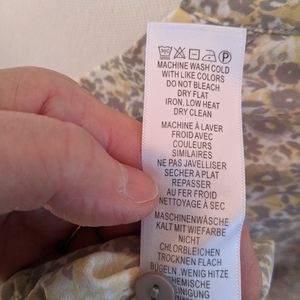 MACHINE WASH COLD
WITH LIKE COLORS
DO NOT BLEACH
DRY FLAT
IRON, LOW HEAT
DRY CLEAN
MACHINE À LAVER
FROID AVEC
COULEURS
SIMILAIRES
NE PAS JAVELLISER
SECHER A PLAT
REPASSER
AU FER FROID
NETTOYAGE À SEC
MASCHINENWÄSCHE
KALT MIT WIEFARBE
NICHT
CHLORBLEICHEN
TROCKNEN FLACH
BÜGELN, WENIG HITZE